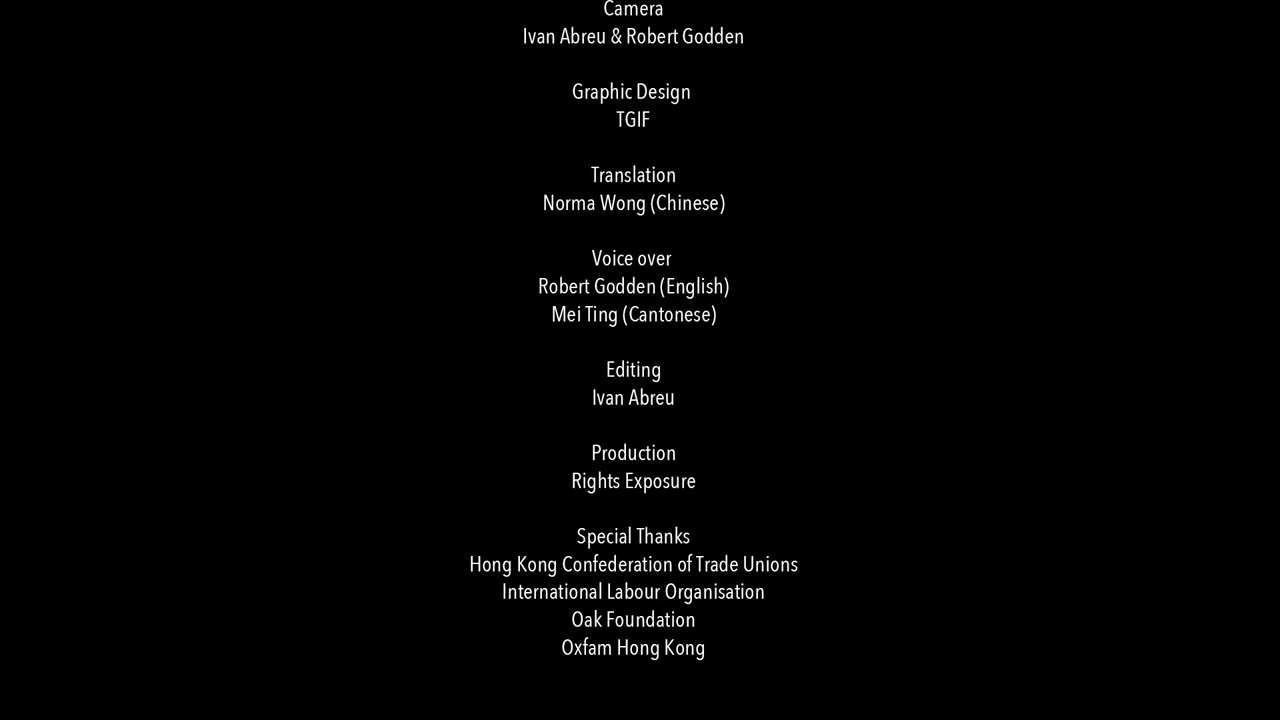 Camera
Ivan Abreu & Robert Godden
Graphic Design
TGIF
Translation
Norma Wong (Chinese)
Voice over
Robert Godden (English)
Mei Ting (Cantonese)
Editing
Ivan Abreu
Production
Rights Exposure
Special Thanks
Hong Kong Confederation of Trade Unions
International Labour Organisation
Oak Foundation
Oxfam Hong Kong